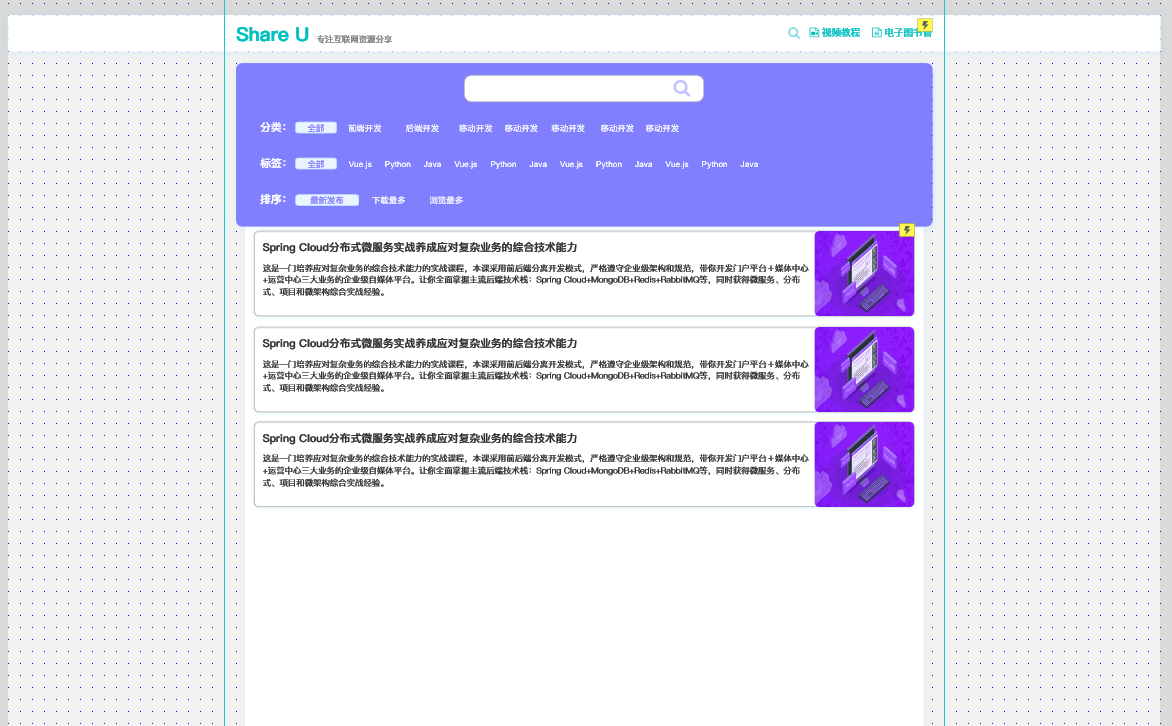 Share U 专注互联网资源分享 视频教程 电子图书馆
分类： 全部 前端开发 后端开发 移动开发 移动开发 移动开发 移动开发 移动开发
标签： 全部 Vue.js Python Java Vue.js Python Java Vue.js Python Java Vue.js Python Java
排序： 最新发布 下载最多 浏览最多
Spring Cloud分布式微服务实战养成应对复杂业务的综合技术能力
这是一门培养应对复杂业务的综合技术能力的实战课程，本课采用前后端分离开发模式，严格遵守企业级架构和规范，带你开发门户平台＋媒体中心
+运营中心三大业务的企业级自媒体平台。让你全面掌握主流后端技术栈：Spring Cloud+MongoDB+Redis+RabbitMQ等，同时获得微服务、分布
式、项目和微架构综合实战经验。
Spring Cloud分布式微服务实战养成应对复杂业务的综合技术能力
这是一门培养应对复杂业务的综合技术能力的实战课程，本课采用前后端分离开发模式，严格遵守企业级架构和规范，带你开发门户平台＋媒体中心
+运营中心三大业务的企业级自媒体平台。让你全面掌握主流后端技术栈：Spring Cloud+MongoDB+Redis+RabbitMQ等，同时获得微服务、分布
式、项目和微架构综合实战经验。
Spring Cloud分布式微服务实战养成应对复杂业务的综合技术能力
这是一门培养应对复杂业务的综合技术能力的实战课程，本课采用前后端分离开发模式，严格遵守企业级架构和规范，带你开发门户平台＋媒体中心
+运营中心三大业务的企业级自媒体平台。让你全面掌握主流后端技术栈：Spring Cloud+MongoDB+Redis+RabbitMQ等，同时获得微服务、分布
式、项目和微架构综合实战经验。